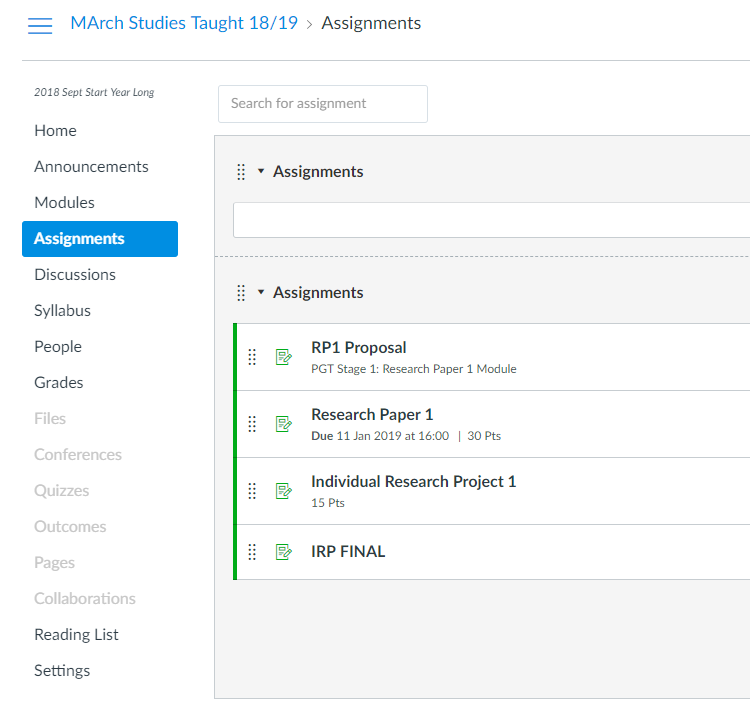 MArch Studies Taught 18/19 › Assignments
2018 Sept Start Year Long
Home
Announcements
Modules
Assignments
Discussions
Syllabus
People
Grades
Files
Conferences
Quizzes
Outcomes
Pages
Collaborations
Reading List
Settings
Search for assignment
Assignments
Assignments
RP1 Proposal
PGT Stage 1: Research Paper 1 Module
Research Paper 1
Due 11 Jan 2019 at 16:00 | 30 Pts
Individual Research Project 1
15 Pts
IRP FINAL